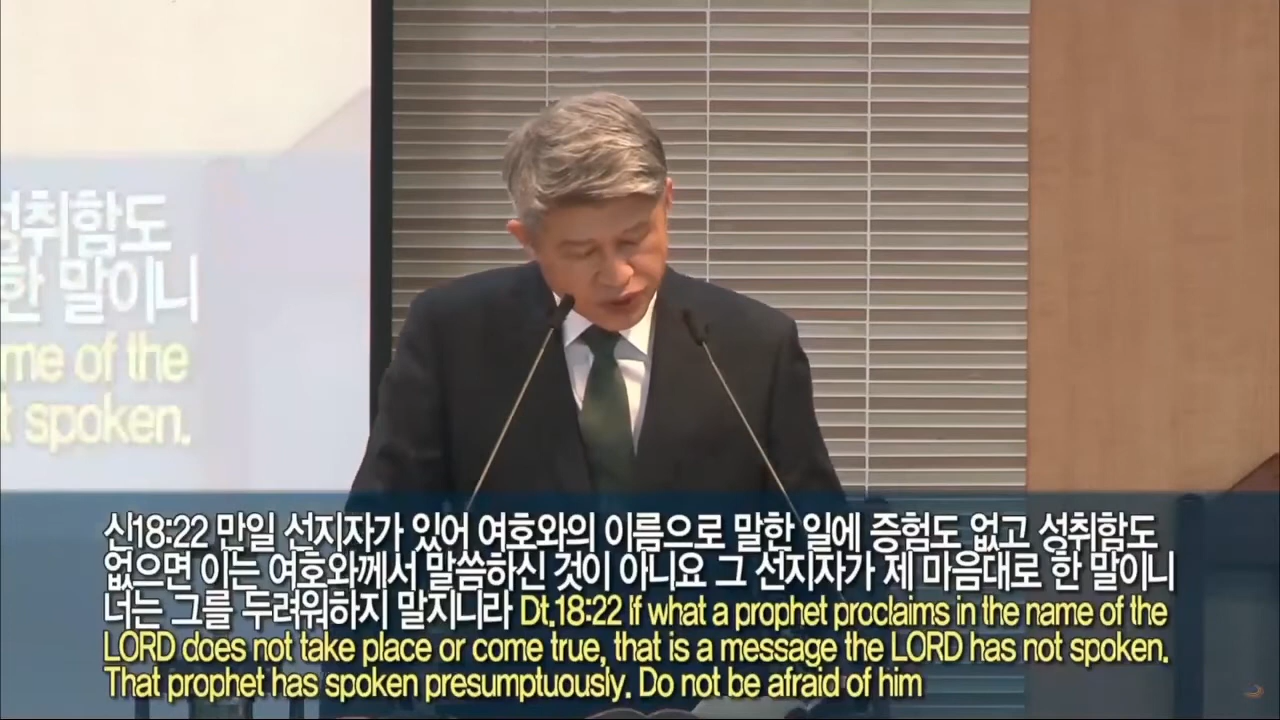 성취함도
한 말이니
me of the
t spoken.
신18:22 만일 선지자가 있어 여호와의 이름으로 말한 일에 증험도 없고 성취함도
없으면 이는 여호와께서 말씀하신 것이 아니요 그 선지자가 제 마음대로 한 말이니
너는 그를 두려워하지 말지니라 Dt.18:22 If what a prophet proclaims in the name of the
LORD does not take place or come true, that is a message the LORD has not spoken.
That prophet has spoken presumptuously. Do not be afraid of him